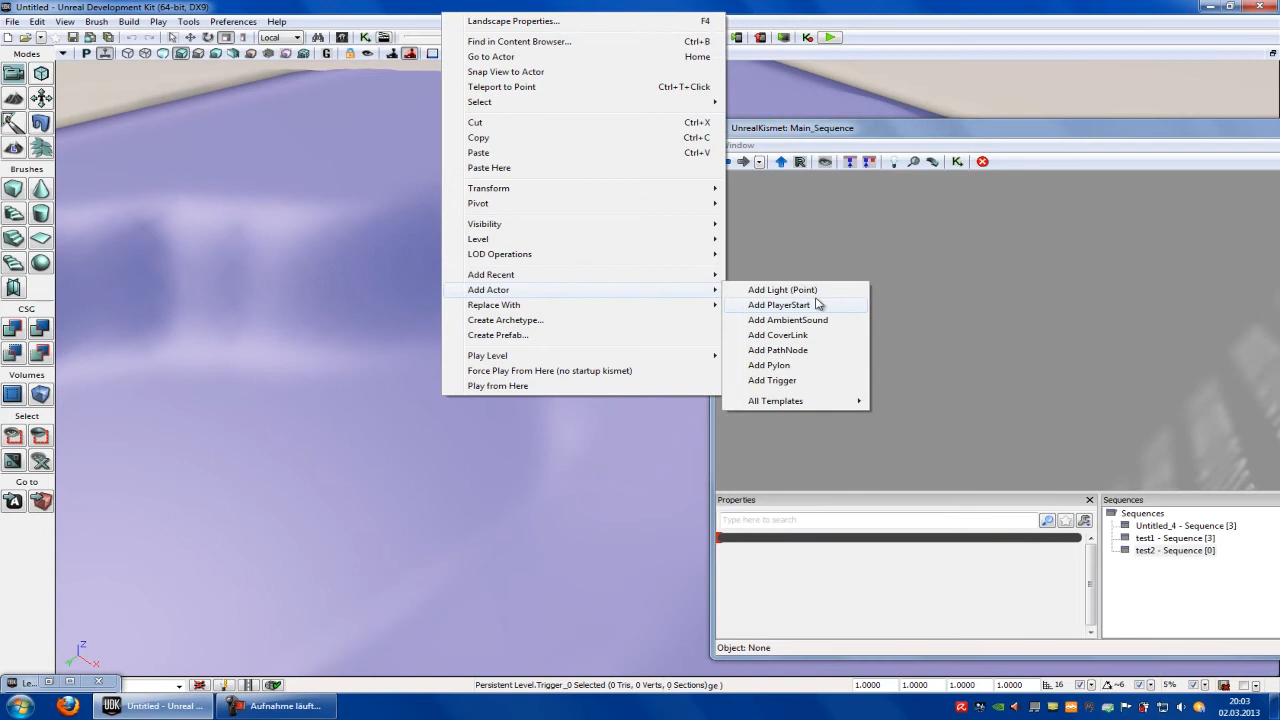 Untitled - Unreal Development Kit (64-bit, DX9)
File Edit View Brush Build Play Tools Preferences Help
Local
Modes
Brushes
CSG
Volumes
Select
Go to
Landscape Properties... F4
Find in Content Browser... Ctrl+B
Go to Actor Home
Snap View to Actor
Teleport to Point Ctrl+T+Click
Select
Cut Ctrl+X
Copy Ctrl+C
Paste Ctrl+V
Paste Here
Transform
Pivot
Visibility
Level
LOD Operations
Add Recent
Add Actor
Replace With
Create Archetype...
Create Prefab...
Play Level
Force Play From Here (no startup kismet)
Play from Here
Add Light (Point)
Add PlayerStart
Add AmbientSound
Add CoverLink
Add PathNode
Add Pylon
Add Trigger
All Templates
UnrealKismet: Main_Sequence
Window
Properties
Type here to search
Sequences
Sequences
Untitled_4 - Sequence [3]
test1 - Sequence [3]
test2 - Sequence [0]
Object: None
Z
X
Le...
Persistent Level.Trigger_0 Selected (0 Tris, 0 Verts, 0 Sections)ge )
1.0000 1.0000 1.0000 1.0000 16 ~6 5%
Untitled - Unreal ...
Aufnahme läuft...
20:03
02.03.2013